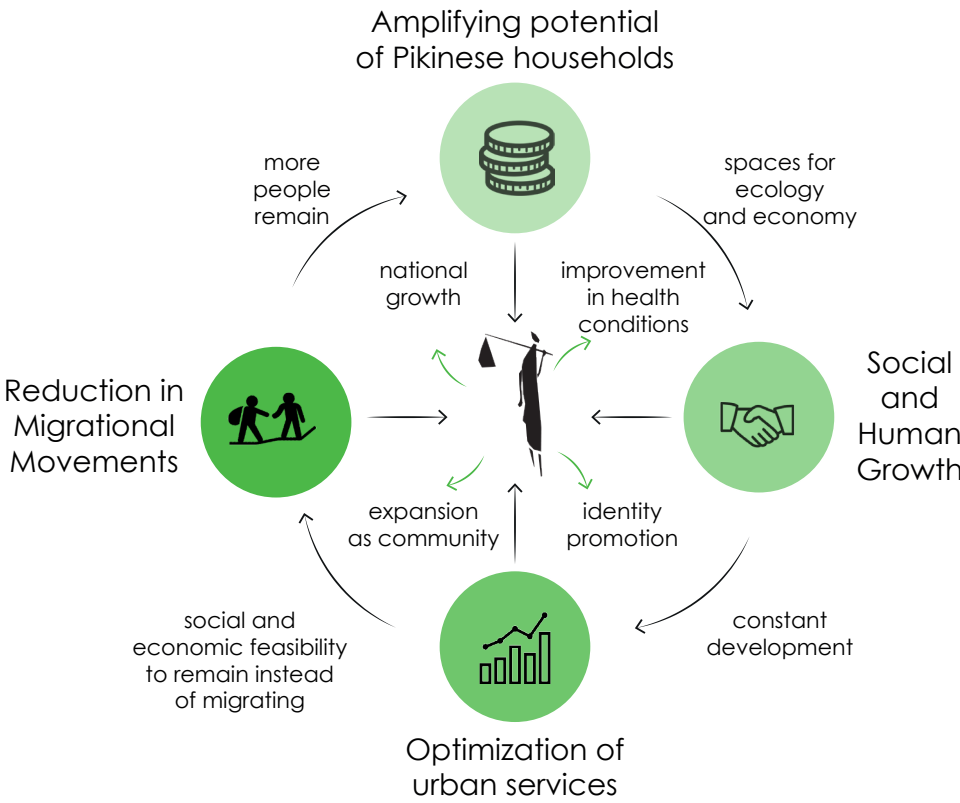 Amplifying potential
of Pikinese households
more
people
remain
spaces for
ecology
and economy
national
growth
improvement
in health
conditions
Reduction in
Migrational
Movements
Social
and
Human
Growth
expansion
as community
identity
promotion
social and
economic feasibility
to remain instead
of migrating
constant
development
Optimization of
urban services